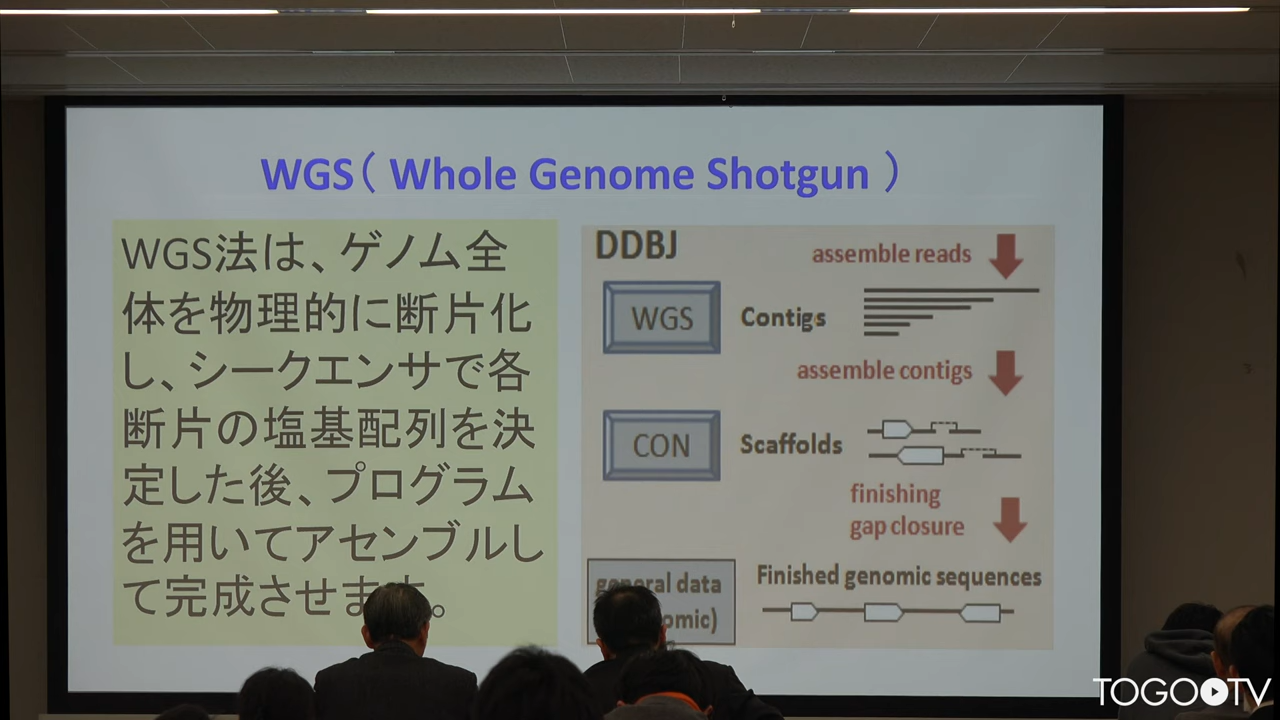 WGS( Whole Genome Shotgun )
WGS法は、ゲノム全
体を物理的に断片化
し、シークエンサで各
断片の塩基配列を決
定した後、プログラム
を用いてアセンブルし
て完成させます。
DDBJ
assemble reads
WGS
Contigs
assemble contigs
CON
Scaffolds
finishing
gap closure
general data
Finished genomic sequences
TOGOTV